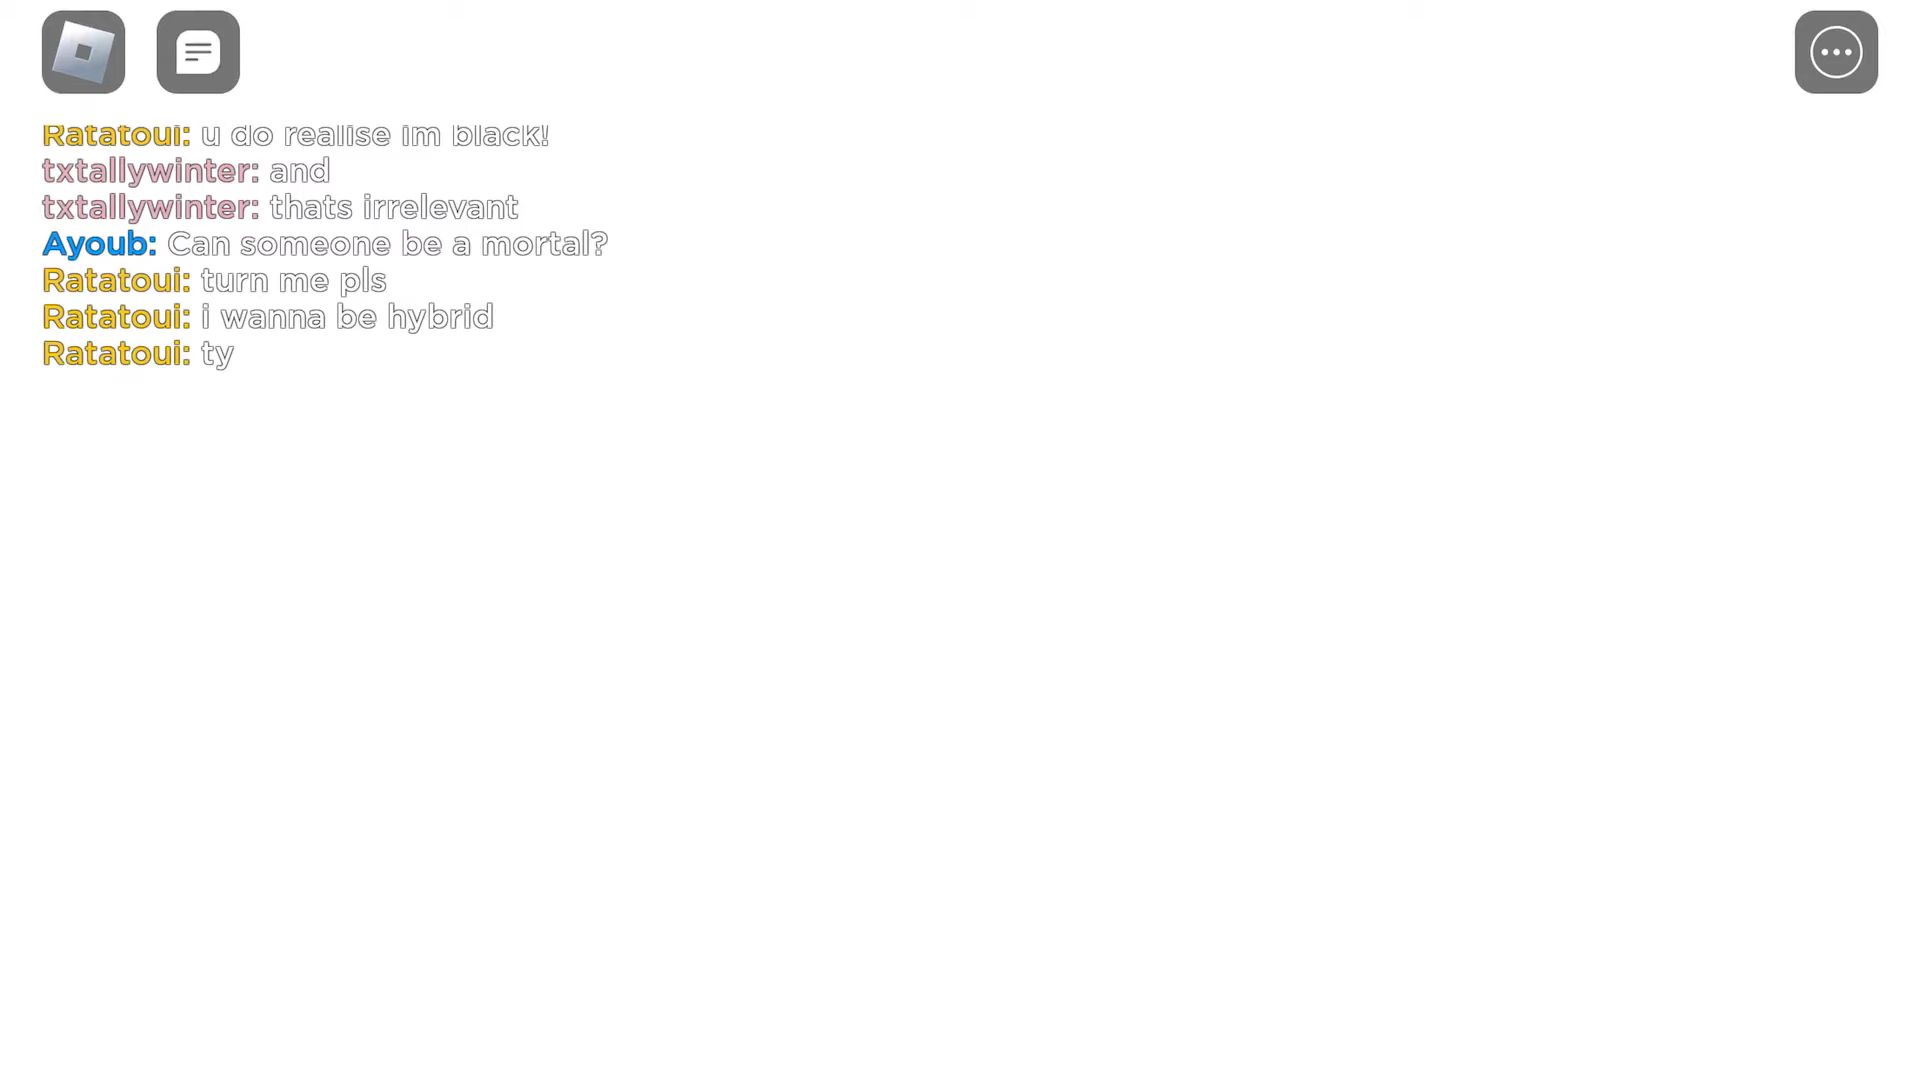 Ratatoui: u do realise im black!
txtallywinter: and
txtallywinter: thats irrelevant
Ayoub: Can someone be a mortal?
Ratatoui: turn me pls
Ratatoui: i wanna be hybrid
Ratatoui: ty